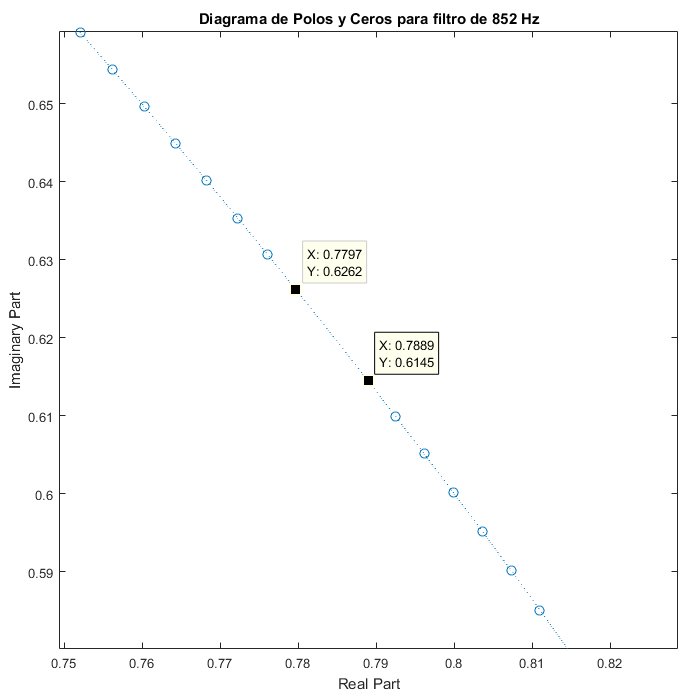 Diagrama de Polos y Ceros para filtro de 852 Hz
0.65
0.64
0.63
0.62
0.61
0.6
0.59
Imaginary Part
X: 0.7797
Y: 0.6262
X: 0.7889
Y: 0.6145
0.75
0.76
0.77
0.78
0.79
0.8
0.81
0.82
Real Part